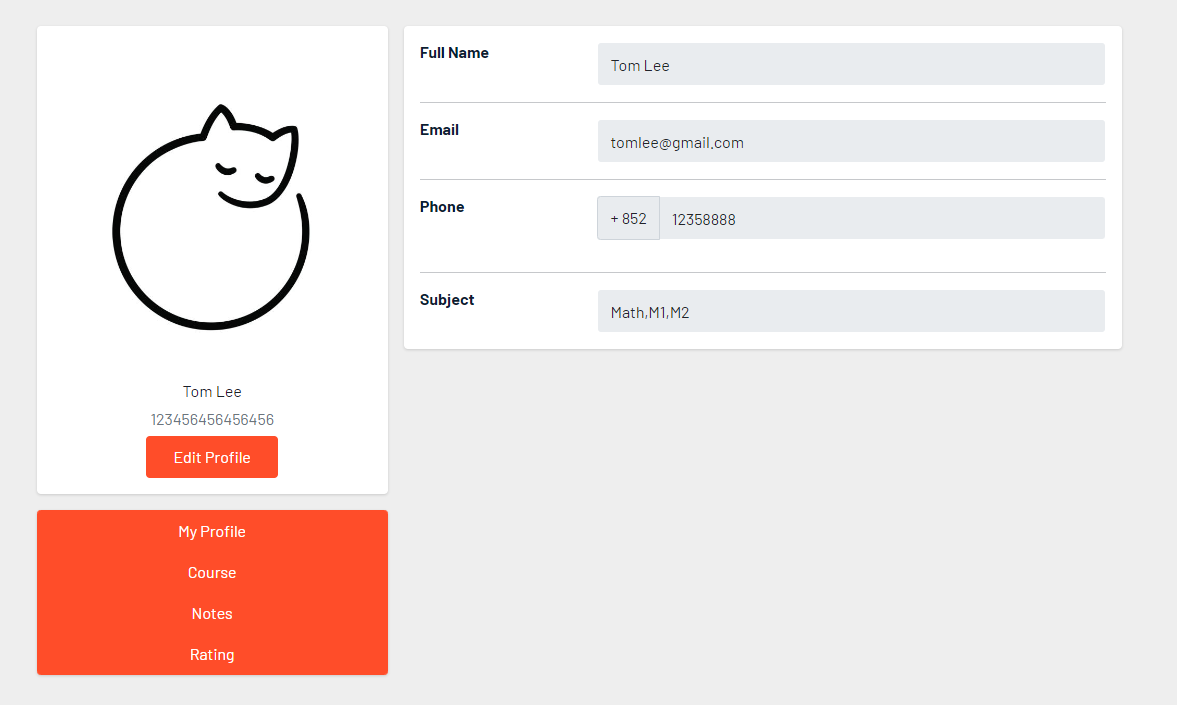 Tom Lee
123456456456456
Edit Profile
My Profile
Course
Notes
Rating
Full Name
Tom Lee
Email
tomlee@gmail.com
Phone
+ 852 12358888
Subject
Math,M1,M2